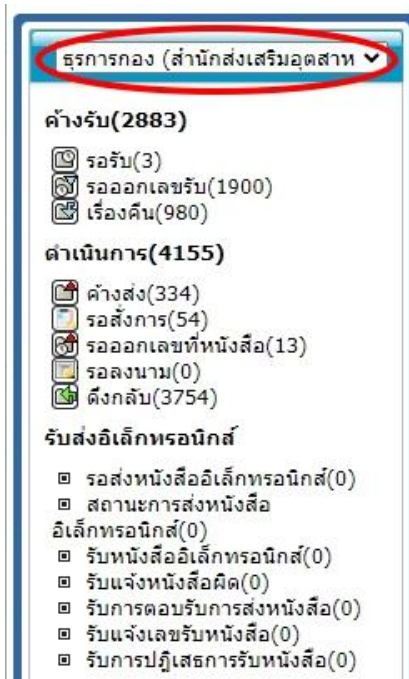 ธุรการกอง (สำนักส่งเสริมอุตสาห
ค้างรับ(2883)
รอรับ(3)
รอออกเลขรับ(1900)
เรื่องคืน(980)
ดำเนินการ(4155)
ค้างส่ง(334)
รอสั่งการ(54)
รอออกเลขที่หนังสือ(13)
รอลงนาม(0)
ดึงกลับ(3754)
รับส่งอิเล็กทรอนิกส์
รอส่งหนังสืออิเล็กทรอนิกส์(0)
สถานะการส่งหนังสือ
อิเล็กทรอนิกส์(0)
รับหนังสืออิเล็กทรอนิกส์(0)
รับแจ้งหนังสือผิด(0)
รับการตอบรับการส่งหนังสือ(0)
รับแจ้งเลขรับหนังสือ(0)
รับการปฏิเสธการรับหนังสือ(0)